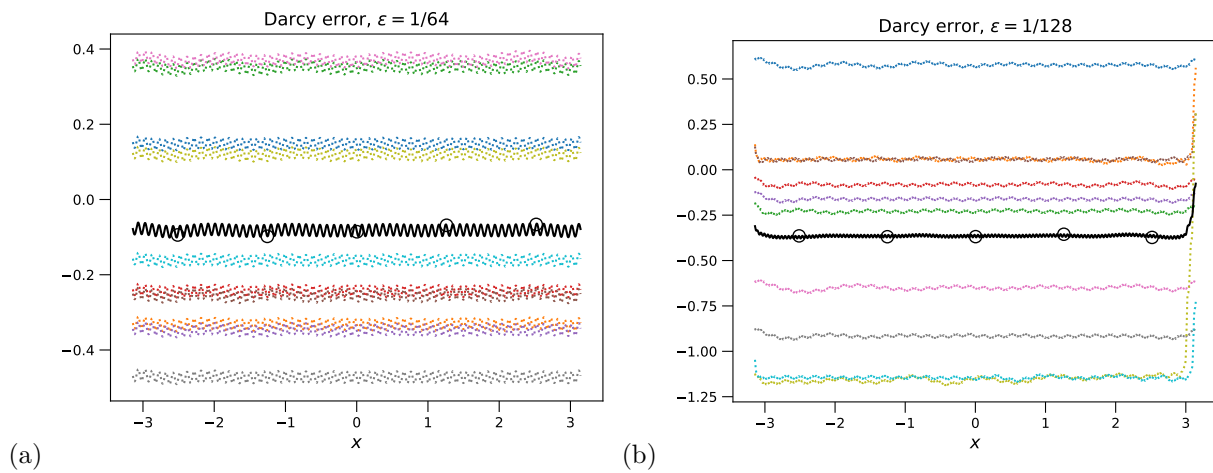 Darcy error, ε = 1/64
0.4
0.2
0.0
−0.2
−0.4
−3 −2 −1 0 1 2 3
x
(a)
Darcy error, ε = 1/128
0.50
0.25
0.00
−0.25
−0.50
−0.75
−1.00
−1.25
−3 −2 −1 0 1 2 3
x
(b)